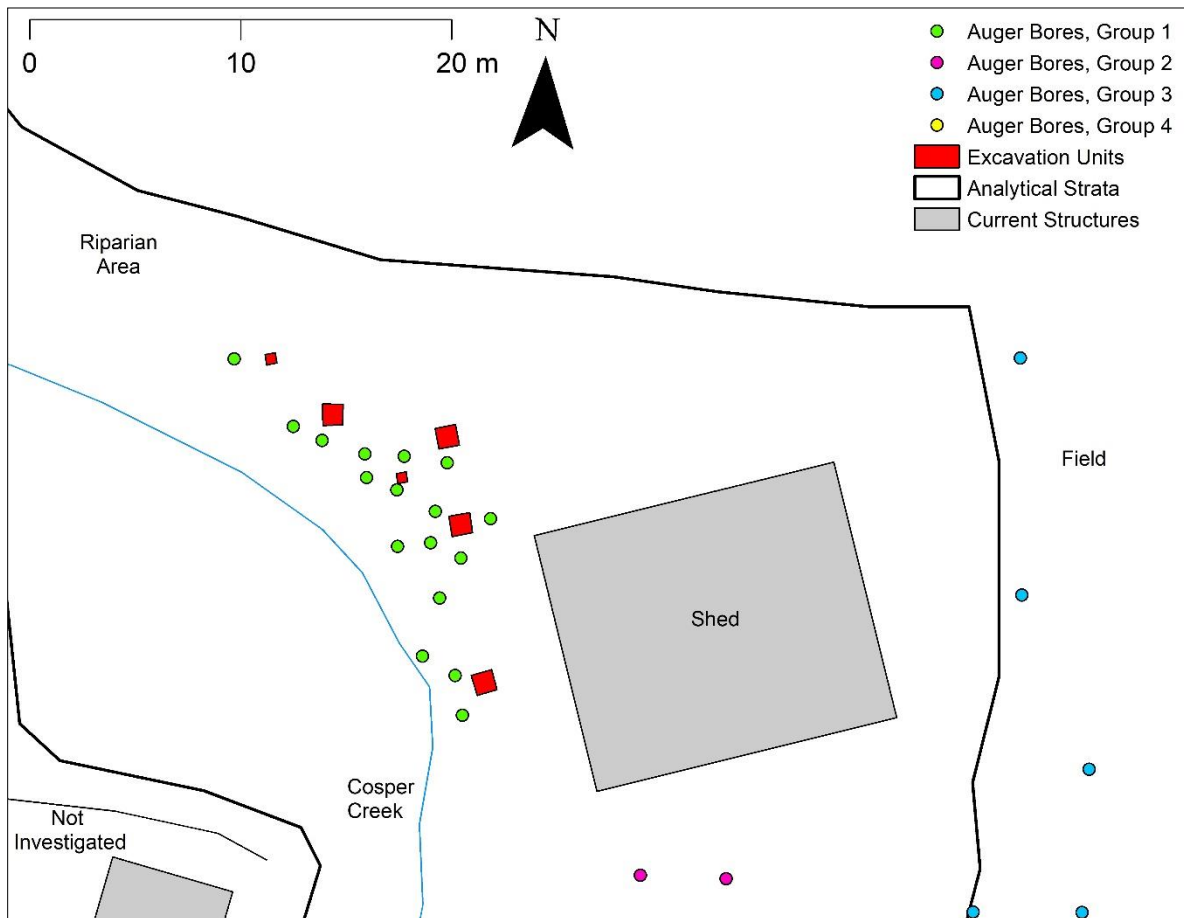 0 10 20 m
N
Auger Bores, Group 1
Auger Bores, Group 2
Auger Bores, Group 3
Auger Bores, Group 4
Excavation Units
Analytical Strata
Current Structures
Riparian
Area
Field
Shed
Cosper
Creek
Not
Investigated